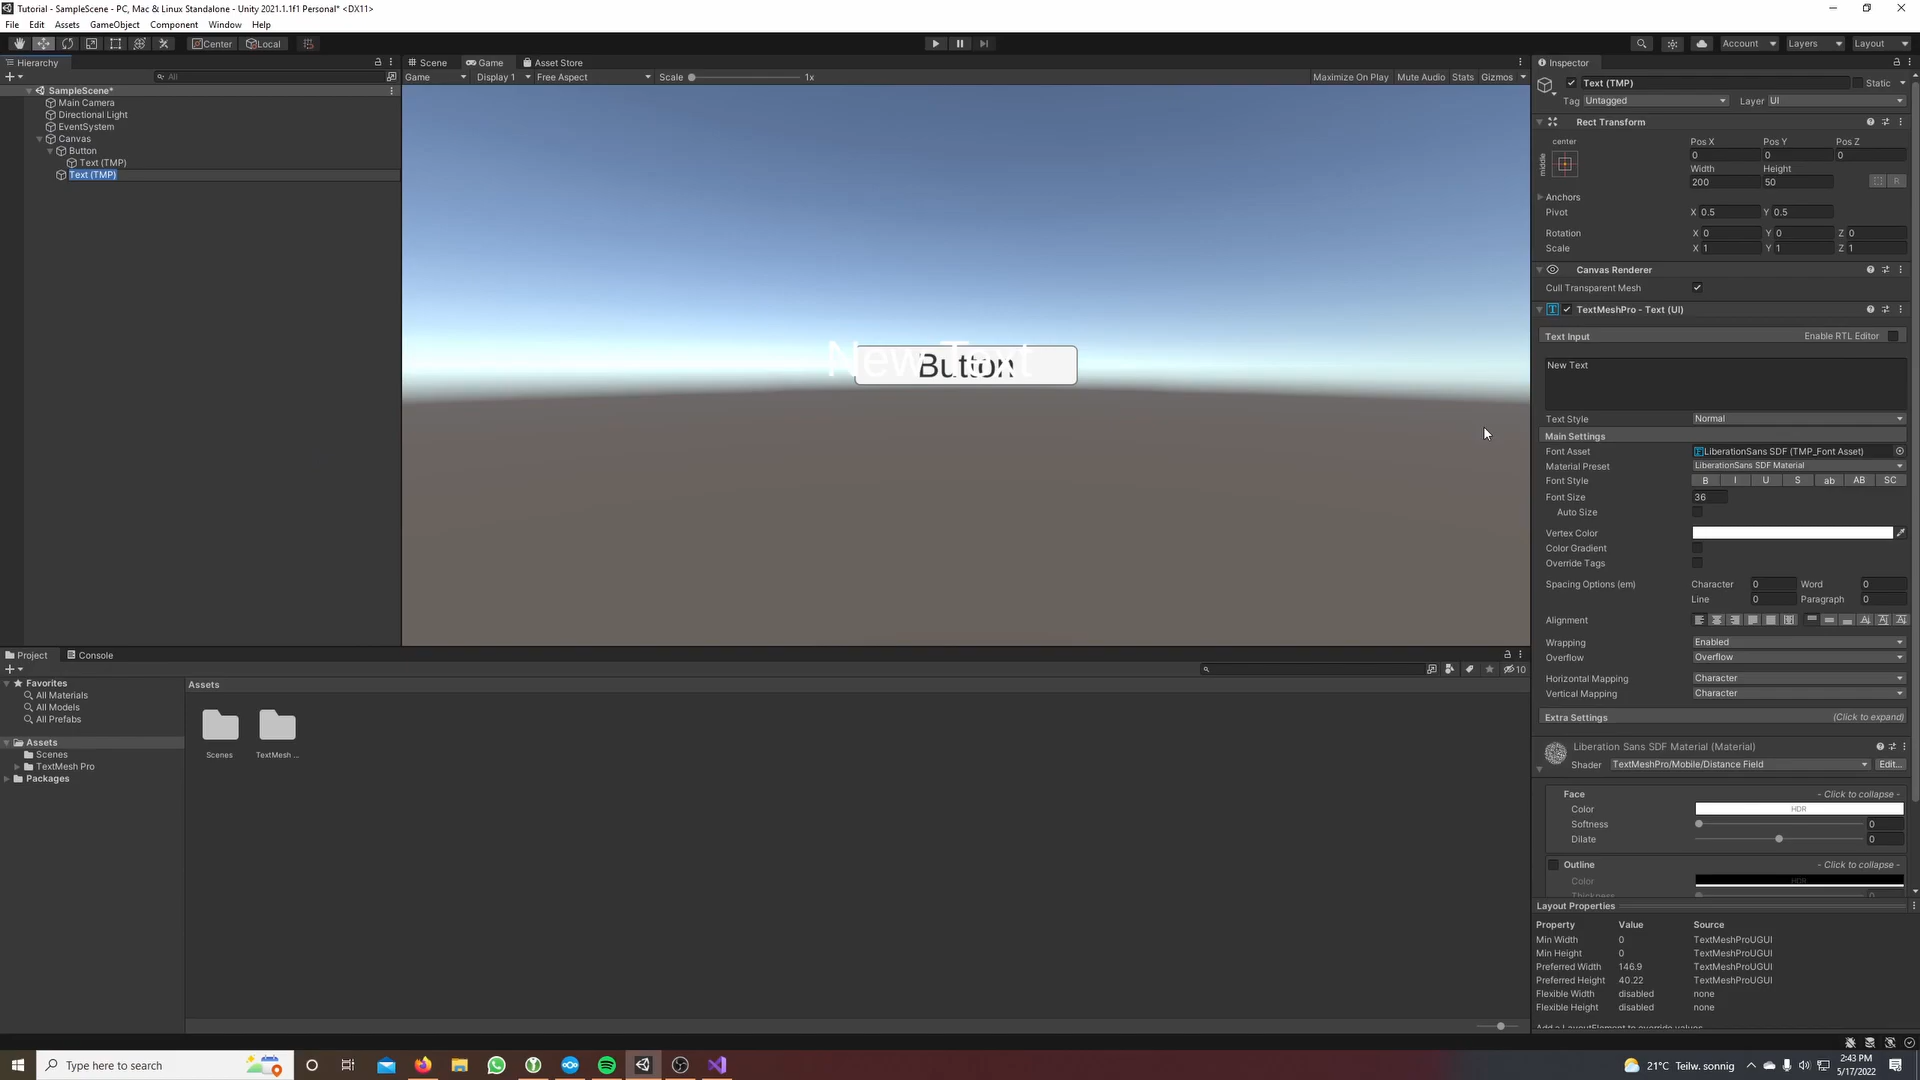 Tutorial - SampleScene - PC, Mac & Linux Standalone - Unity 2021.1.1f1 Personal* <DX11>
File Edit Assets GameObject Component Window Help
Center Local
Account Layers Layout
Hierarchy
All
SampleScene*
Main Camera
Directional Light
EventSystem
Canvas
Button
Text (TMP)
Text (TMP)
Scene Game Asset Store
Game Display 1 Free Aspect Scale 1x Maximize On Play Mute Audio Stats Gizmos
New Text
Button
Inspector
Text (TMP) Static
Tag Untagged Layer UI
Rect Transform
center
middle
Pos X Pos Y Pos Z
0 0 0
Width Height
200 50
R
Anchors
Pivot X 0.5 Y 0.5
Rotation X 0 Y 0 Z 0
Scale X 1 Y 1 Z 1
Canvas Renderer
Cull Transparent Mesh
TextMeshPro - Text (UI)
Text Input Enable RTL Editor
New Text
Text Style Normal
Main Settings
Font Asset LiberationSans SDF (TMP_Font Asset)
Material Preset LiberationSans SDF Material
Font Style B I U S ab AB SC
Font Size 36
Auto Size
Vertex Color
Color Gradient
Override Tags
Spacing Options (em) Character 0 Word 0
Line 0 Paragraph 0
Alignment
Wrapping Enabled
Overflow Overflow
Horizontal Mapping Character
Vertical Mapping Character
Extra Settings (Click to expand)
Liberation Sans SDF Material (Material)
Shader TextMeshPro/Mobile/Distance Field Edit...
Face - Click to collapse -
Color HDR
Softness 0
Dilate 0
Outline - Click to collapse -
Color HDR
Thickness 0
Layout Properties
Property Value Source
Min Width 0 TextMeshProUGUI
Min Height 0 TextMeshProUGUI
Preferred Width 146.9 TextMeshProUGUI
Preferred Height 40.22 TextMeshProUGUI
Flexible Width disabled none
Flexible Height disabled none
Add a LayoutElement to override values
Project Console
10
Favorites
All Materials
All Models
All Prefabs
Assets
Scenes
TextMesh Pro
Packages
Assets
Scenes TextMesh ...
Type here to search
21°C Teilw. sonnig
2:43 PM
5/17/2022